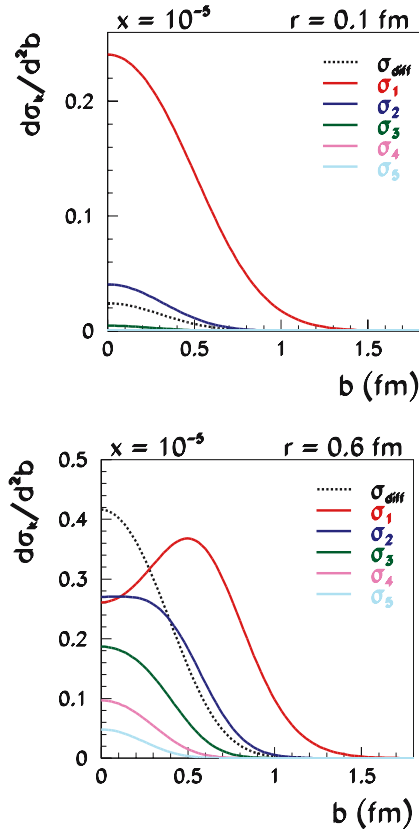 x = 10⁻⁵ r = 0.1 fm
dσₖ/d²b
0.2
0.1
0
σdiff
σ₁
σ₂
σ₃
σ₄
σ₅
0 0.5 1 1.5
b (fm)
x = 10⁻⁵ r = 0.6 fm
dσₖ/d²b
0.5
0.4
0.3
0.2
0.1
0
σdiff
σ₁
σ₂
σ₃
σ₄
σ₅
0 0.5 1 1.5
b (fm)